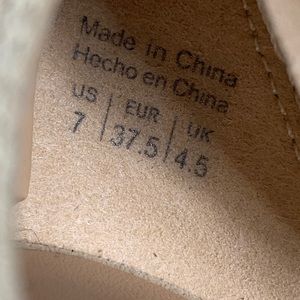 Made in China
Hecho en China
US | EUR | UK
7 | 37.5 | 4.5